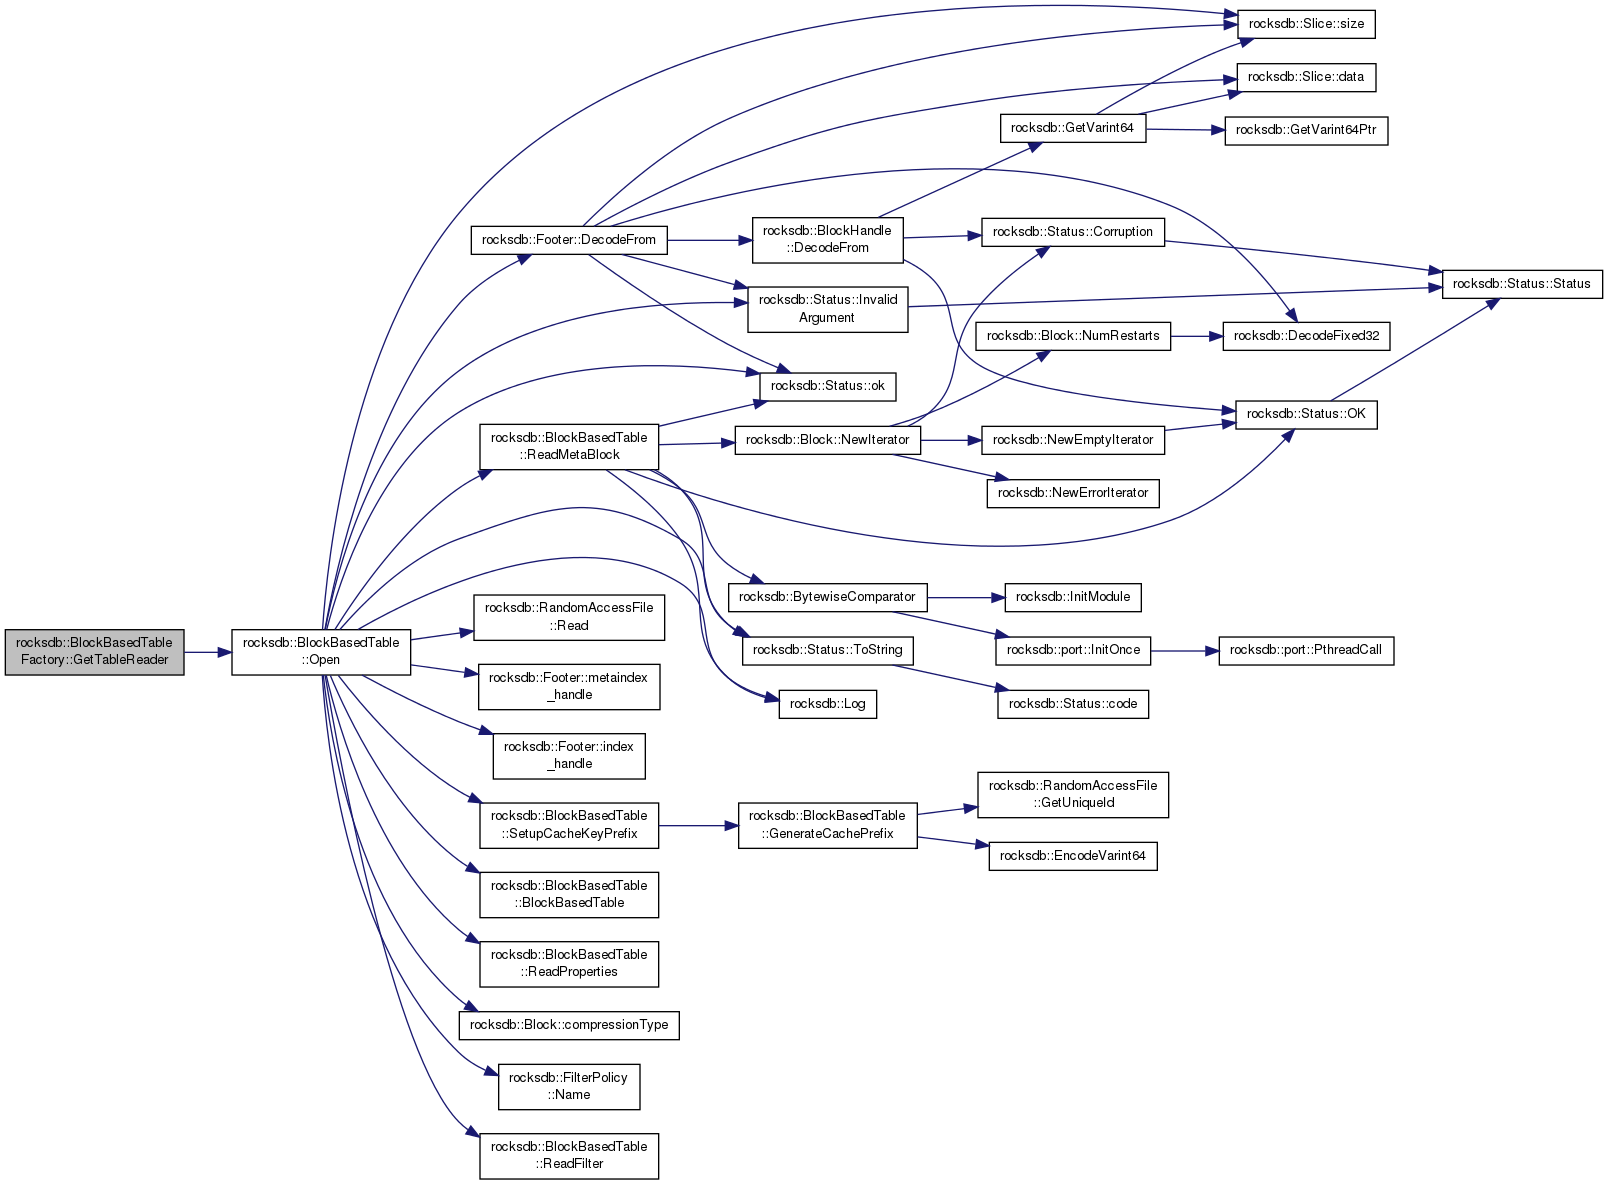 rocksdb::Slice::size
rocksdb::Slice::data
rocksdb::GetVarint64
rocksdb::GetVarint64Ptr
rocksdb::Footer::DecodeFrom
rocksdb::BlockHandle
::DecodeFrom
rocksdb::Status::Corruption
rocksdb::Status::Status
rocksdb::Status::Invalid
Argument
rocksdb::Block::NumRestarts
rocksdb::DecodeFixed32
rocksdb::Status::ok
rocksdb::Status::OK
rocksdb::BlockBasedTable
::ReadMetaBlock
rocksdb::Block::NewIterator
rocksdb::NewEmptyIterator
rocksdb::NewErrorIterator
rocksdb::RandomAccessFile
::Read
rocksdb::BytewiseComparator
rocksdb::InitModule
rocksdb::BlockBasedTable
Factory::GetTableReader
rocksdb::BlockBasedTable
::Open
rocksdb::Status::ToString
rocksdb::port::InitOnce
rocksdb::port::PthreadCall
rocksdb::Footer::metaindex
_handle
rocksdb::Log
rocksdb::Status::code
rocksdb::Footer::index
_handle
rocksdb::BlockBasedTable
::SetupCacheKeyPrefix
rocksdb::BlockBasedTable
::GenerateCachePrefix
rocksdb::RandomAccessFile
::GetUniqueId
rocksdb::EncodeVarint64
rocksdb::BlockBasedTable
::BlockBasedTable
rocksdb::BlockBasedTable
::ReadProperties
rocksdb::Block::compressionType
rocksdb::FilterPolicy
::Name
rocksdb::BlockBasedTable
::ReadFilter